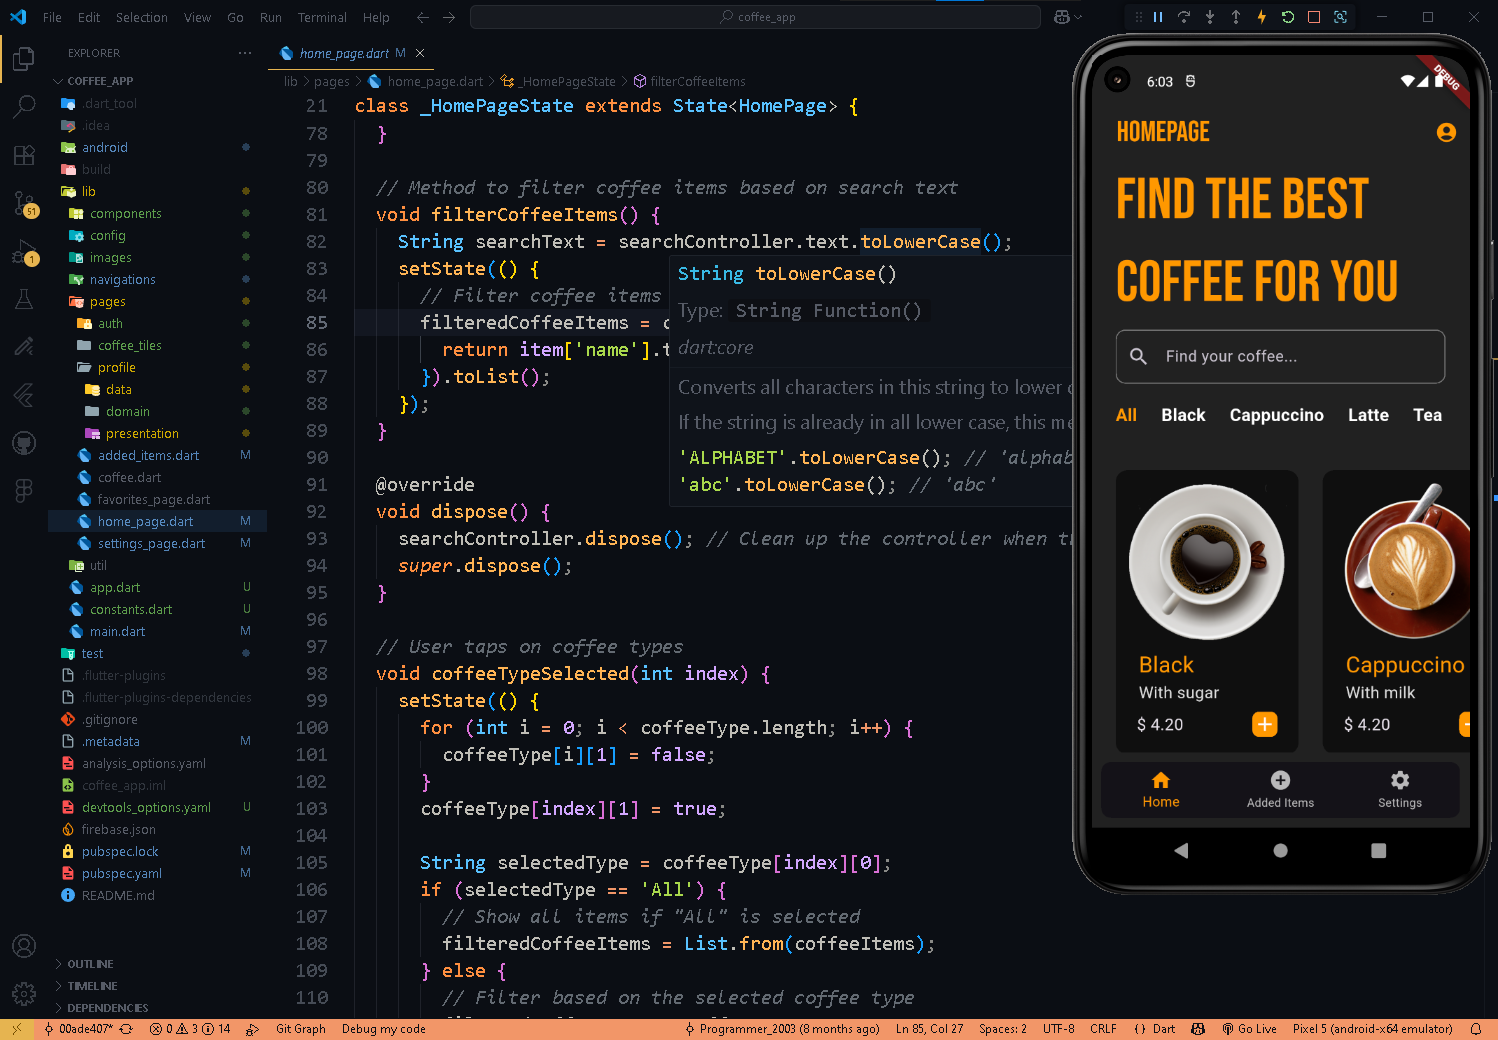 File Edit Selection View Go Run Terminal Help
coffee_app
EXPLORER
COFFEE_APP
.dart_tool
.idea
android
build
lib
components
config
images
navigations
pages
auth
coffee_tiles
profile
data
domain
presentation
added_items.dart M
coffee.dart
favorites_page.dart
home_page.dart M
settings_page.dart M
util
app.dart U
constants.dart U
main.dart M
test
.flutter-plugins
.flutter-plugins-dependencies
.gitignore
.metadata M
analysis_options.yaml
coffee_app.iml
devtools_options.yaml U
firebase.json
pubspec.lock M
pubspec.yaml M
README.md
OUTLINE
TIMELINE
DEPENDENCIES
51
1
home_page.dart M
lib > pages > home_page.dart > _HomePageState > filterCoffeeItems
21 class _HomePageState extends State<HomePage> {
78 }
79
80 // Method to filter coffee items based on search text
81 void filterCoffeeItems() {
82 String searchText = searchController.text.toLowerCase();
83 setState(() {
84 // Filter coffee items
85 filteredCoffeeItems = c
86 return item['name'].t
87 }).toList();
88 });
89 }
90
91 @override
92 void dispose() {
93 searchController.dispose(); // Clean up the controller when th
94 super.dispose();
95 }
96
97 // User taps on coffee types
98 void coffeeTypeSelected(int index) {
99 setState(() {
100 for (int i = 0; i < coffeeType.length; i++) {
101 coffeeType[i][1] = false;
102 }
103 coffeeType[index][1] = true;
104
105 String selectedType = coffeeType[index][0];
106 if (selectedType == 'All') {
107 // Show all items if "All" is selected
108 filteredCoffeeItems = List.from(coffeeItems);
109 } else {
110 // Filter based on the selected coffee type
String toLowerCase()
Type: String Function()
dart:core
Converts all characters in this string to lower c
If the string is already in all lower case, this me
'ALPHABET'.toLowerCase(); // 'alphab
'abc'.toLowerCase(); // 'abc'
6:03
DEBUG
HOMEPAGE
FIND THE BEST
COFFEE FOR YOU
Find your coffee...
All Black Cappuccino Latte Tea
Black
With sugar
$ 4.20
Cappuccino
With milk
$ 4.20
Home
Added Items
Settings
00ade407* 0 3 14 Git Graph Debug my code Programmer_2003 (8 months ago) Ln 85, Col 27 Spaces: 2 UTF-8 CRLF {} Dart Go Live Pixel 5 (android-x64 emulator)